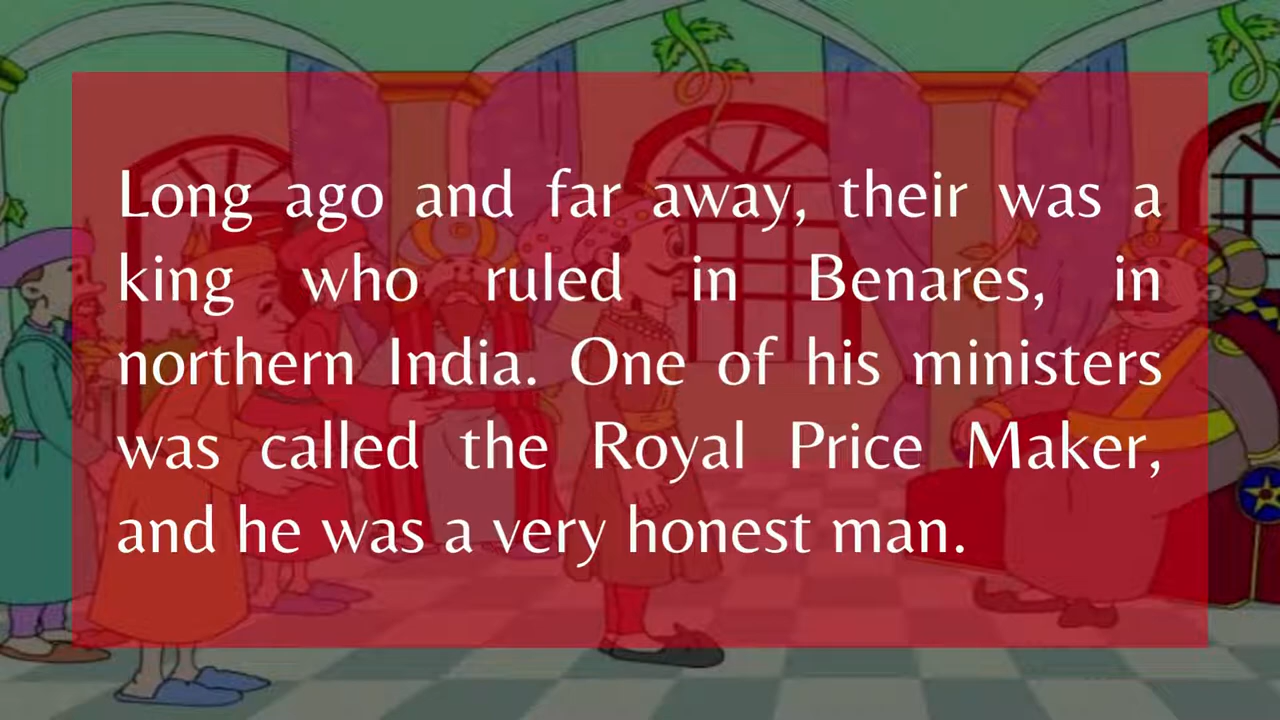 Long ago and far away, their was a
king who ruled in Benares, in
northern India. One of his ministers
was called the Royal Price Maker,
and he was a very honest man.